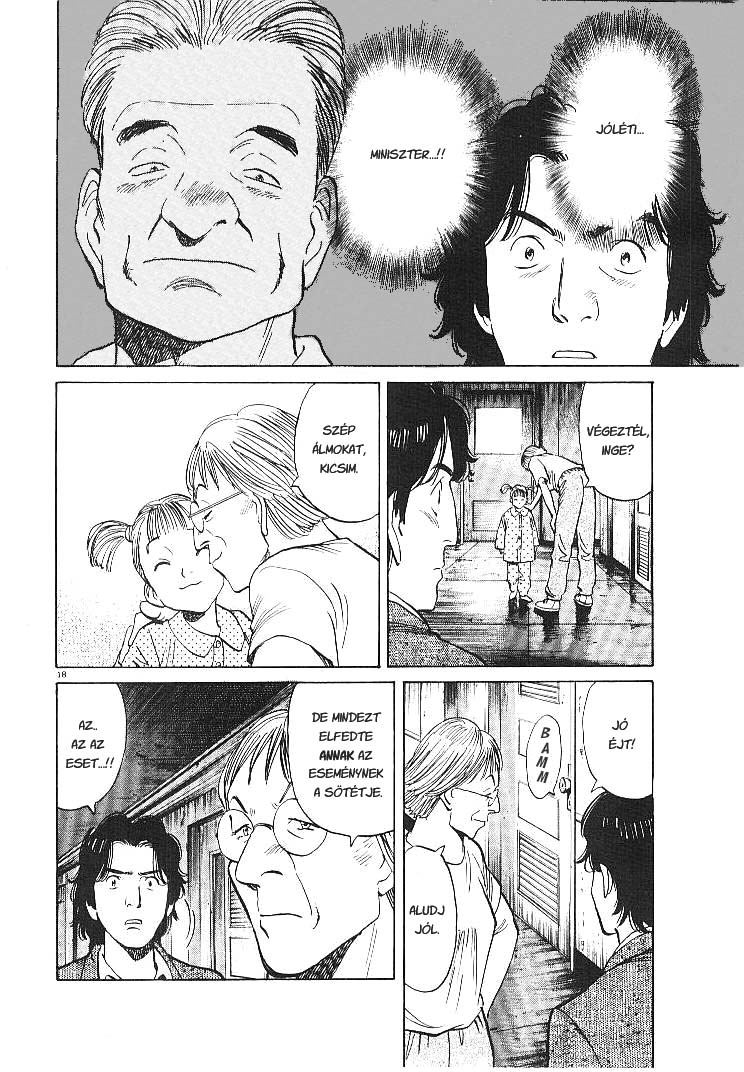 JÓLÉTI...
MINISZTER...!!
VÉGEZTÉL,
INGE?
SZÉP
ÁLMOKAT,
KICSIM.
18
JÓ
ÉJT!
BAMM
ALUDJ
JÓL.
DE MINDEZT
ELFEDTE
ANNAK AZ
ESEMÉNYNEK
A SÖTÉTJE.
AZ..
AZ AZ
ESET...!!